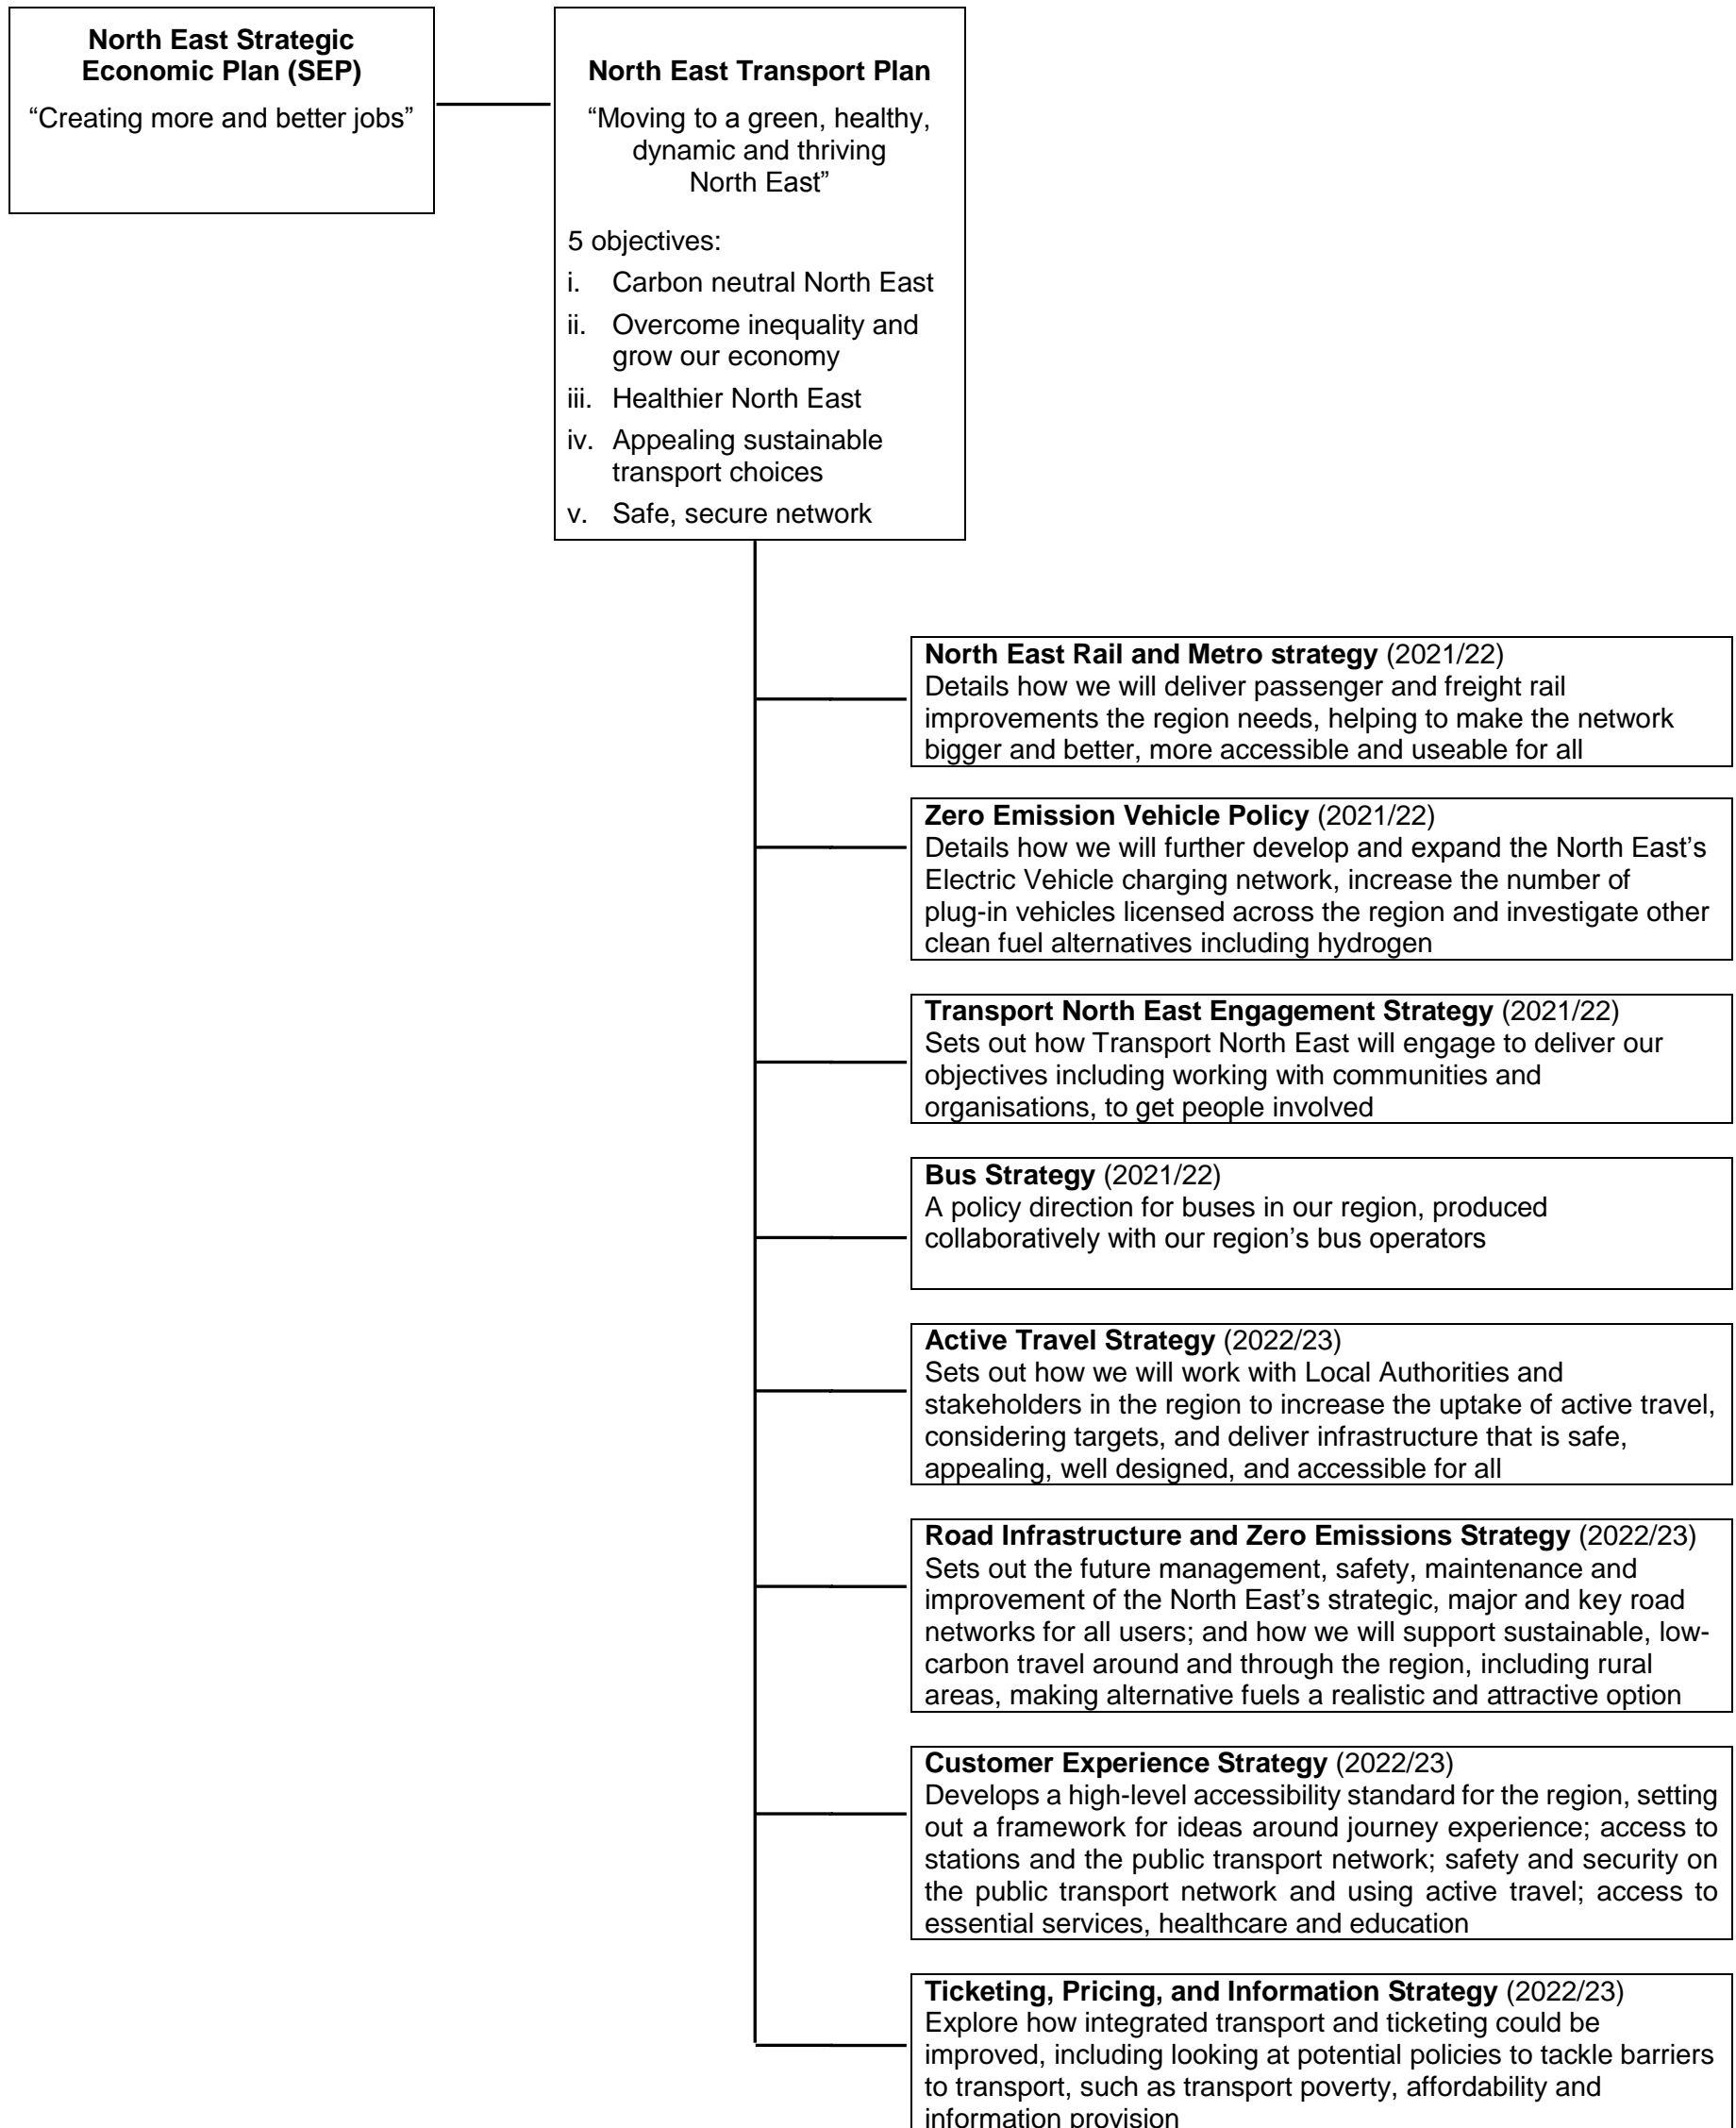 North East Strategic
Economic Plan (SEP)
“Creating more and better jobs”
North East Transport Plan
“Moving to a green, healthy,
dynamic and thriving
North East”
5 objectives:
i. Carbon neutral North East
ii. Overcome inequality and
grow our economy
iii. Healthier North East
iv. Appealing sustainable
transport choices
v. Safe, secure network
North East Rail and Metro strategy (2021/22)
Details how we will deliver passenger and freight rail
improvements the region needs, helping to make the network
bigger and better, more accessible and useable for all
Zero Emission Vehicle Policy (2021/22)
Details how we will further develop and expand the North East’s
Electric Vehicle charging network, increase the number of
plug-in vehicles licensed across the region and investigate other
clean fuel alternatives including hydrogen
Transport North East Engagement Strategy (2021/22)
Sets out how Transport North East will engage to deliver our
objectives including working with communities and
organisations, to get people involved
Bus Strategy (2021/22)
A policy direction for buses in our region, produced
collaboratively with our region’s bus operators
Active Travel Strategy (2022/23)
Sets out how we will work with Local Authorities and
stakeholders in the region to increase the uptake of active travel,
considering targets, and deliver infrastructure that is safe,
appealing, well designed, and accessible for all
Road Infrastructure and Zero Emissions Strategy (2022/23)
Sets out the future management, safety, maintenance and
improvement of the North East’s strategic, major and key road
networks for all users; and how we will support sustainable, low-
carbon travel around and through the region, including rural
areas, making alternative fuels a realistic and attractive option
Customer Experience Strategy (2022/23)
Develops a high-level accessibility standard for the region, setting
out a framework for ideas around journey experience; access to
stations and the public transport network; safety and security on
the public transport network and using active travel; access to
essential services, healthcare and education
Ticketing, Pricing, and Information Strategy (2022/23)
Explore how integrated transport and ticketing could be
improved, including looking at potential policies to tackle barriers
to transport, such as transport poverty, affordability and
information provision